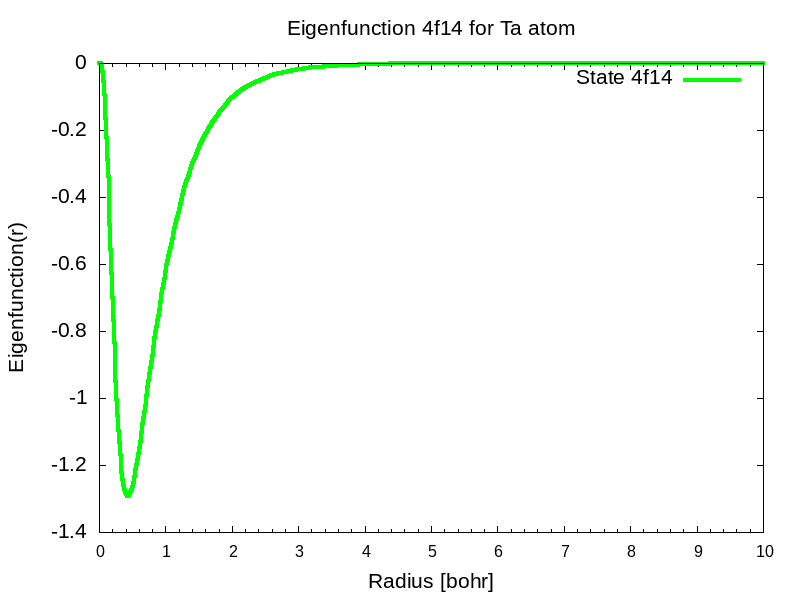 Eigenfunction 4f14 for Ta atom
State 4f14
0
-0.2
-0.4
-0.6
-0.8
-1
-1.2
-1.4
Eigenfunction(r)
0 1 2 3 4 5 6 7 8 9 10
Radius [bohr]